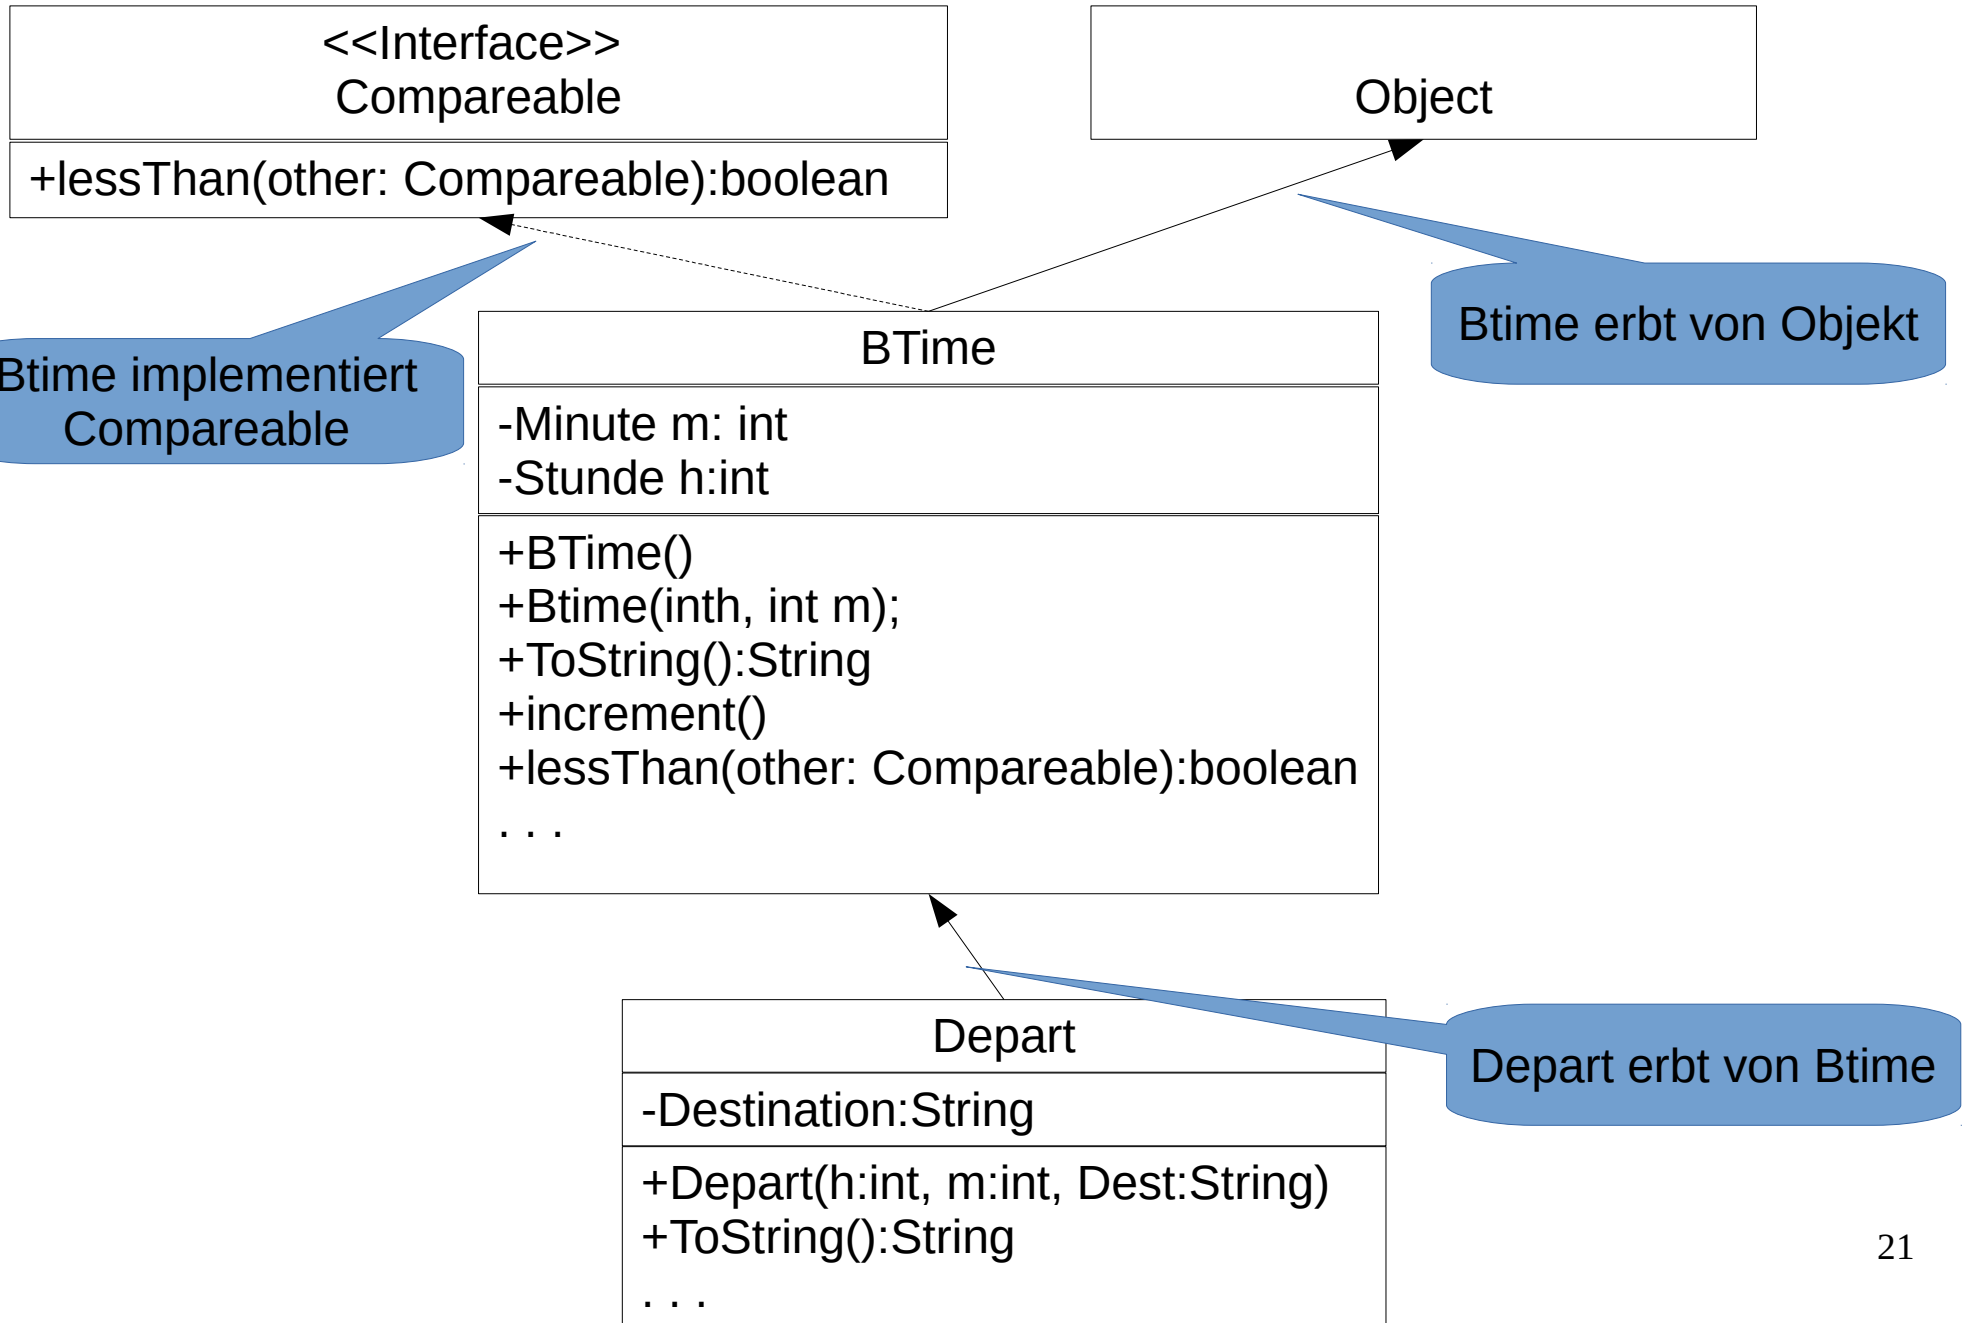 <<Interface>>
Compareable
+lessThan(other: Compareable):boolean
Object
Btime implementiert
Compareable
Btime erbt von Objekt
BTime
-Minute m: int
-Stunde h:int
+BTime()
+Btime(inth, int m);
+ToString():String
+increment()
+lessThan(other: Compareable):boolean
. . .
Depart
-Destination:String
+Depart(h:int, m:int, Dest:String)
+ToString():String
. . .
Depart erbt von Btime
21